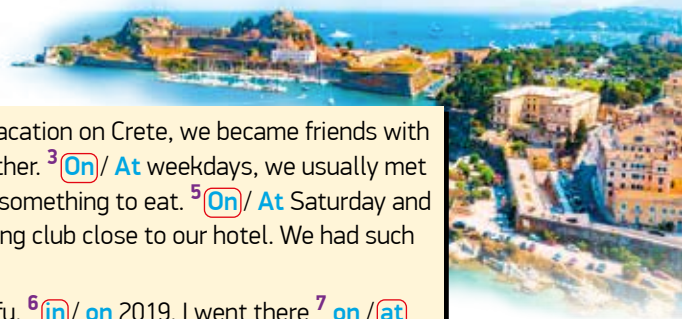 acation on Crete, we became friends with
ther. 3 On / At weekdays, we usually met
something to eat. 5 On / At Saturday and
ng club close to our hotel. We had such
fu. 6 in / on 2019. I went there 7 on / at